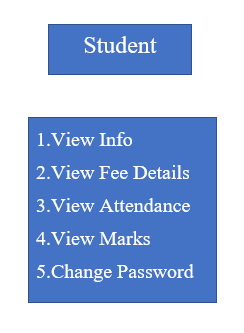 Student
1.View Info
2.View Fee Details
3.View Attendance
4.View Marks
5.Change Password